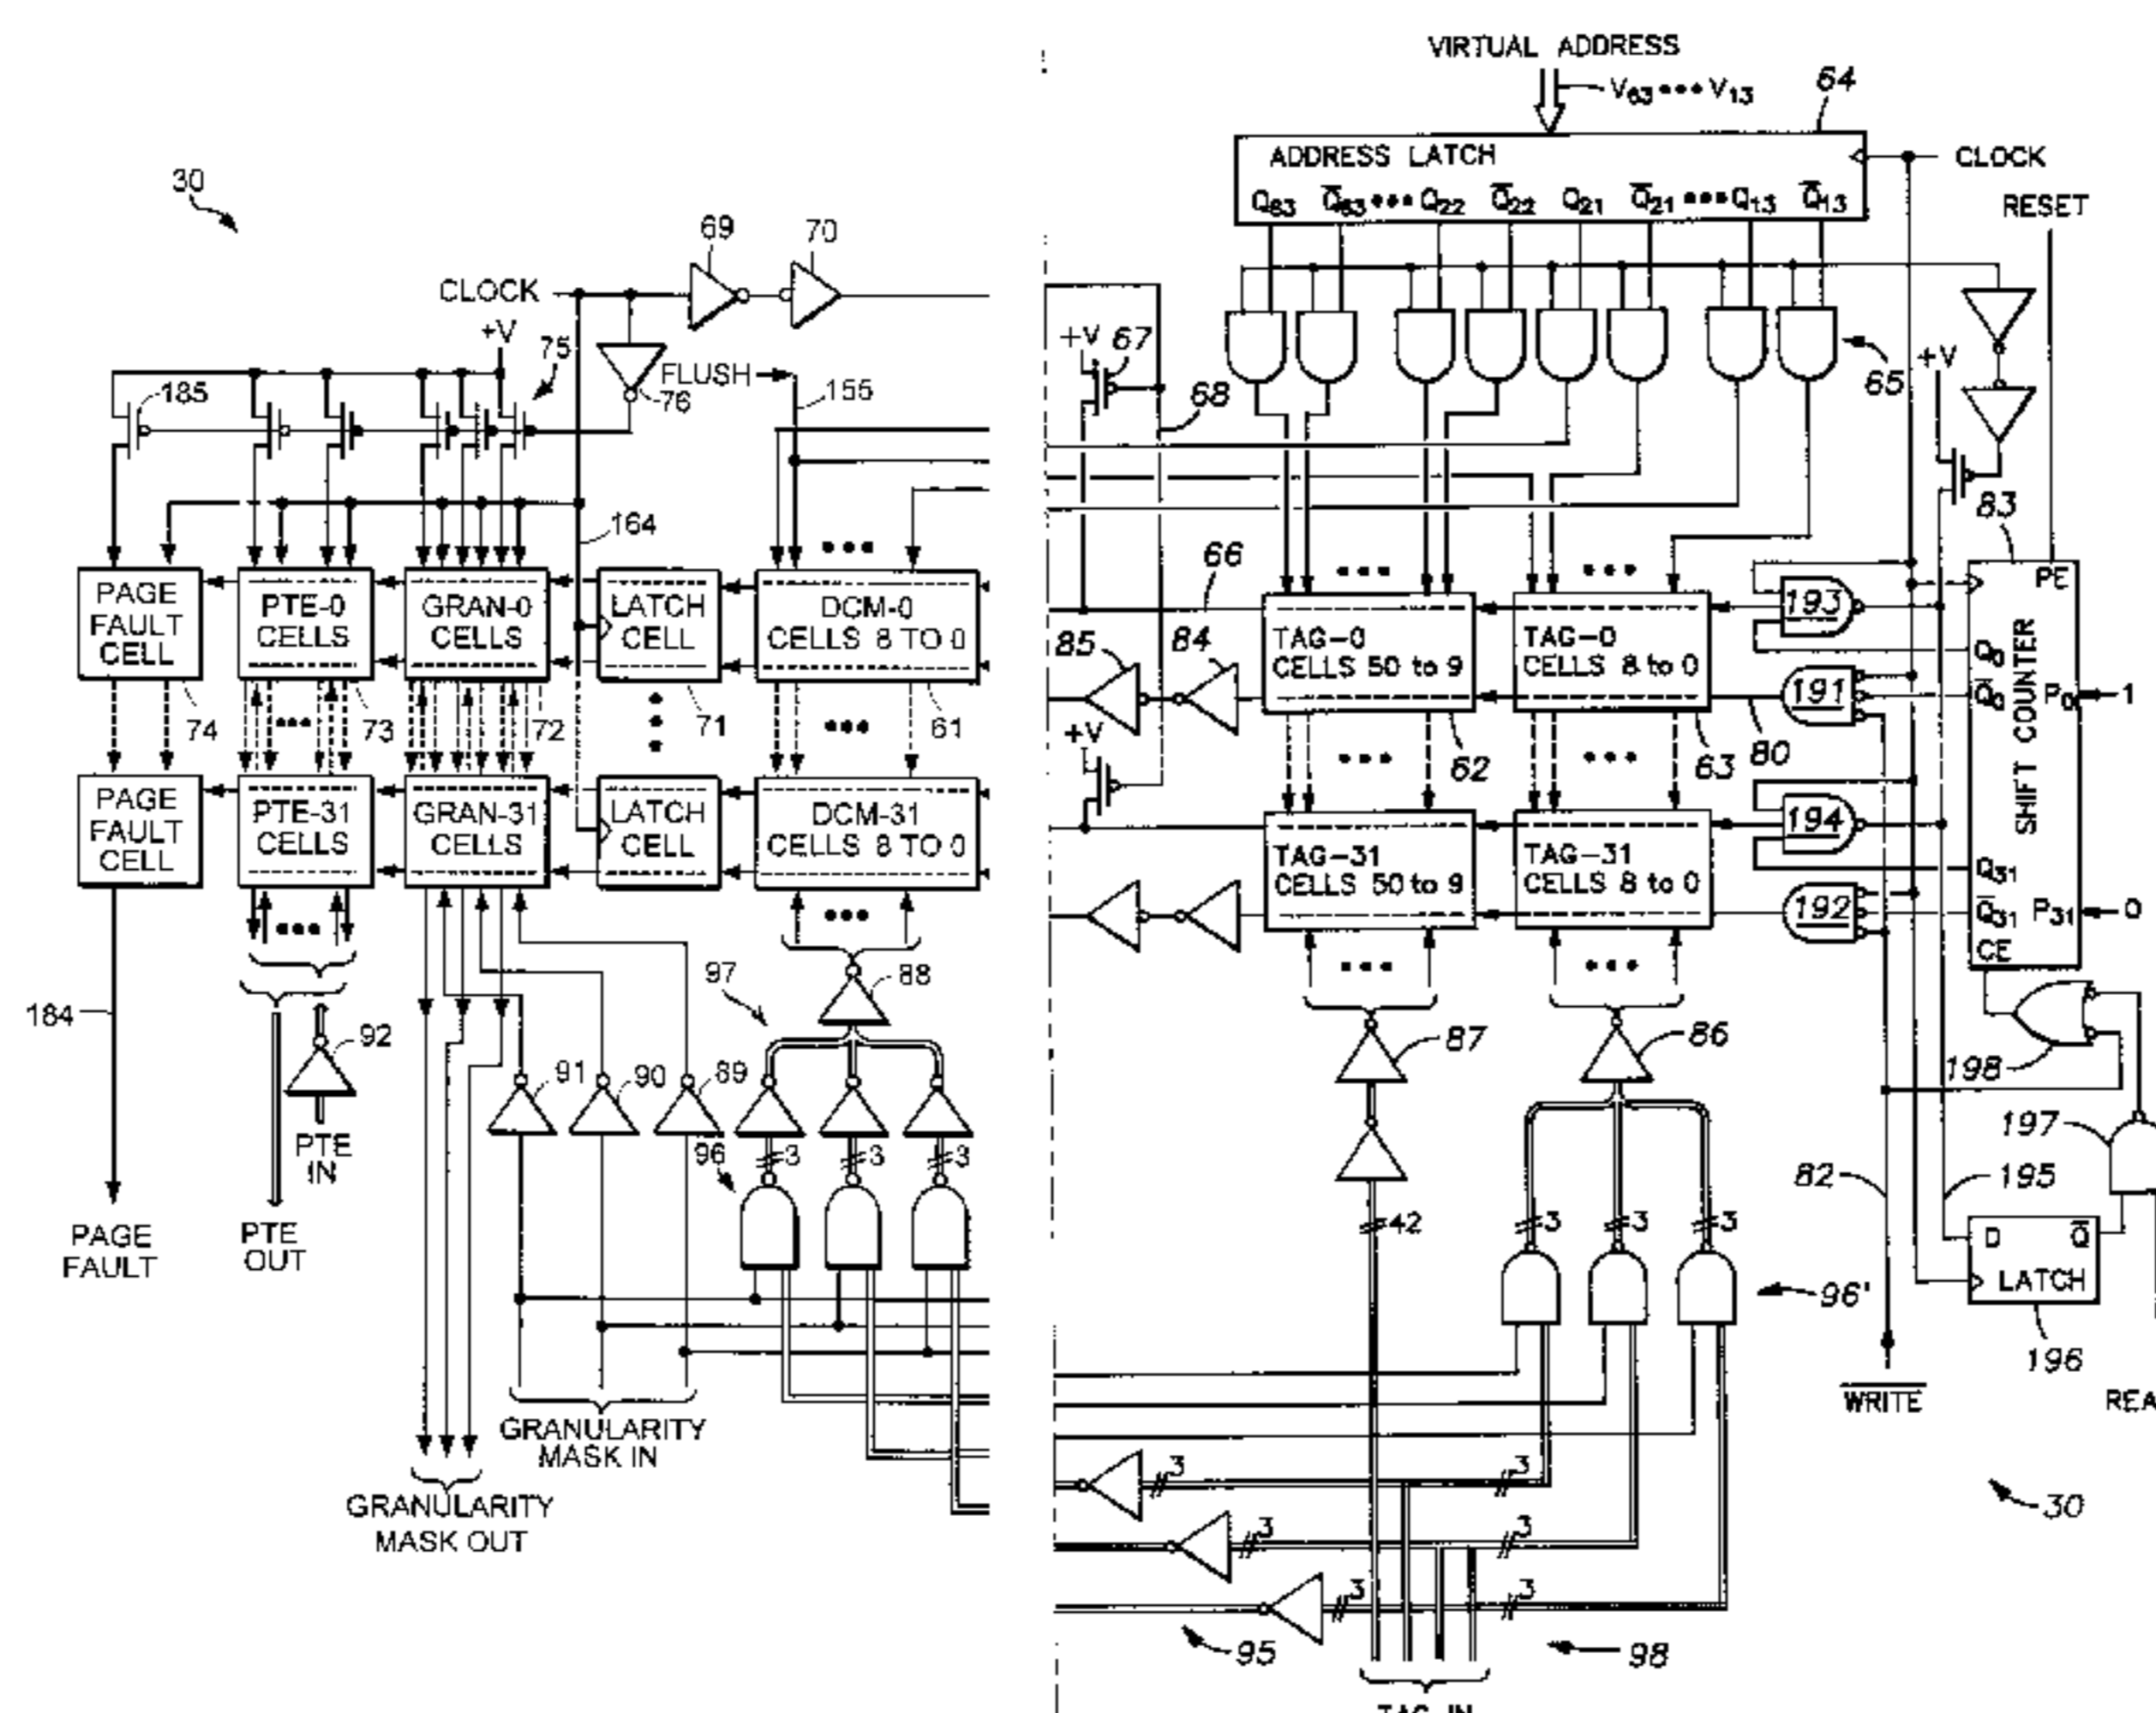 30
CLOCK
69
70
+V
75
FLUSH
76
155
185
164
PAGE
FAULT
CELL
PTE-0
CELLS
GRAN-0
CELLS
LATCH
CELL
DCM-0
CELLS 8 TO 0
74
73
72
71
61
PAGE
FAULT
CELL
PTE-31
CELLS
GRAN-31
CELLS
LATCH
CELL
DCM-31
CELLS 8 TO 0
184
92
97
88
91
90
89
PTE
IN
96
3
3
3
PAGE
FAULT
PTE
OUT
GRANULARITY
MASK IN
GRANULARITY
MASK OUT
VIRTUAL ADDRESS
V63 ••• V13
64
ADDRESS LATCH
Q63 Q̅63 ••• Q22 Q̅22 Q21 Q̅21 ••• Q13 Q̅13
CLOCK
RESET
+V
67
68
65
+V
83
66
PE
193
TAG-0
CELLS 50 to 9
TAG-0
CELLS 8 to 0
85
84
Q0
191
Q̅0
P0
1
SHIFT COUNTER
+V
62
63
80
194
TAG-31
CELLS 50 to 9
TAG-31
CELLS 8 to 0
Q31
192
Q̅31
P31
0
CE
87
86
198
197
82
195
42
3
3
3
D
Q̅
LATCH
96'
196
WRITE
REA
3
3
3
3
3
3
30
95
98